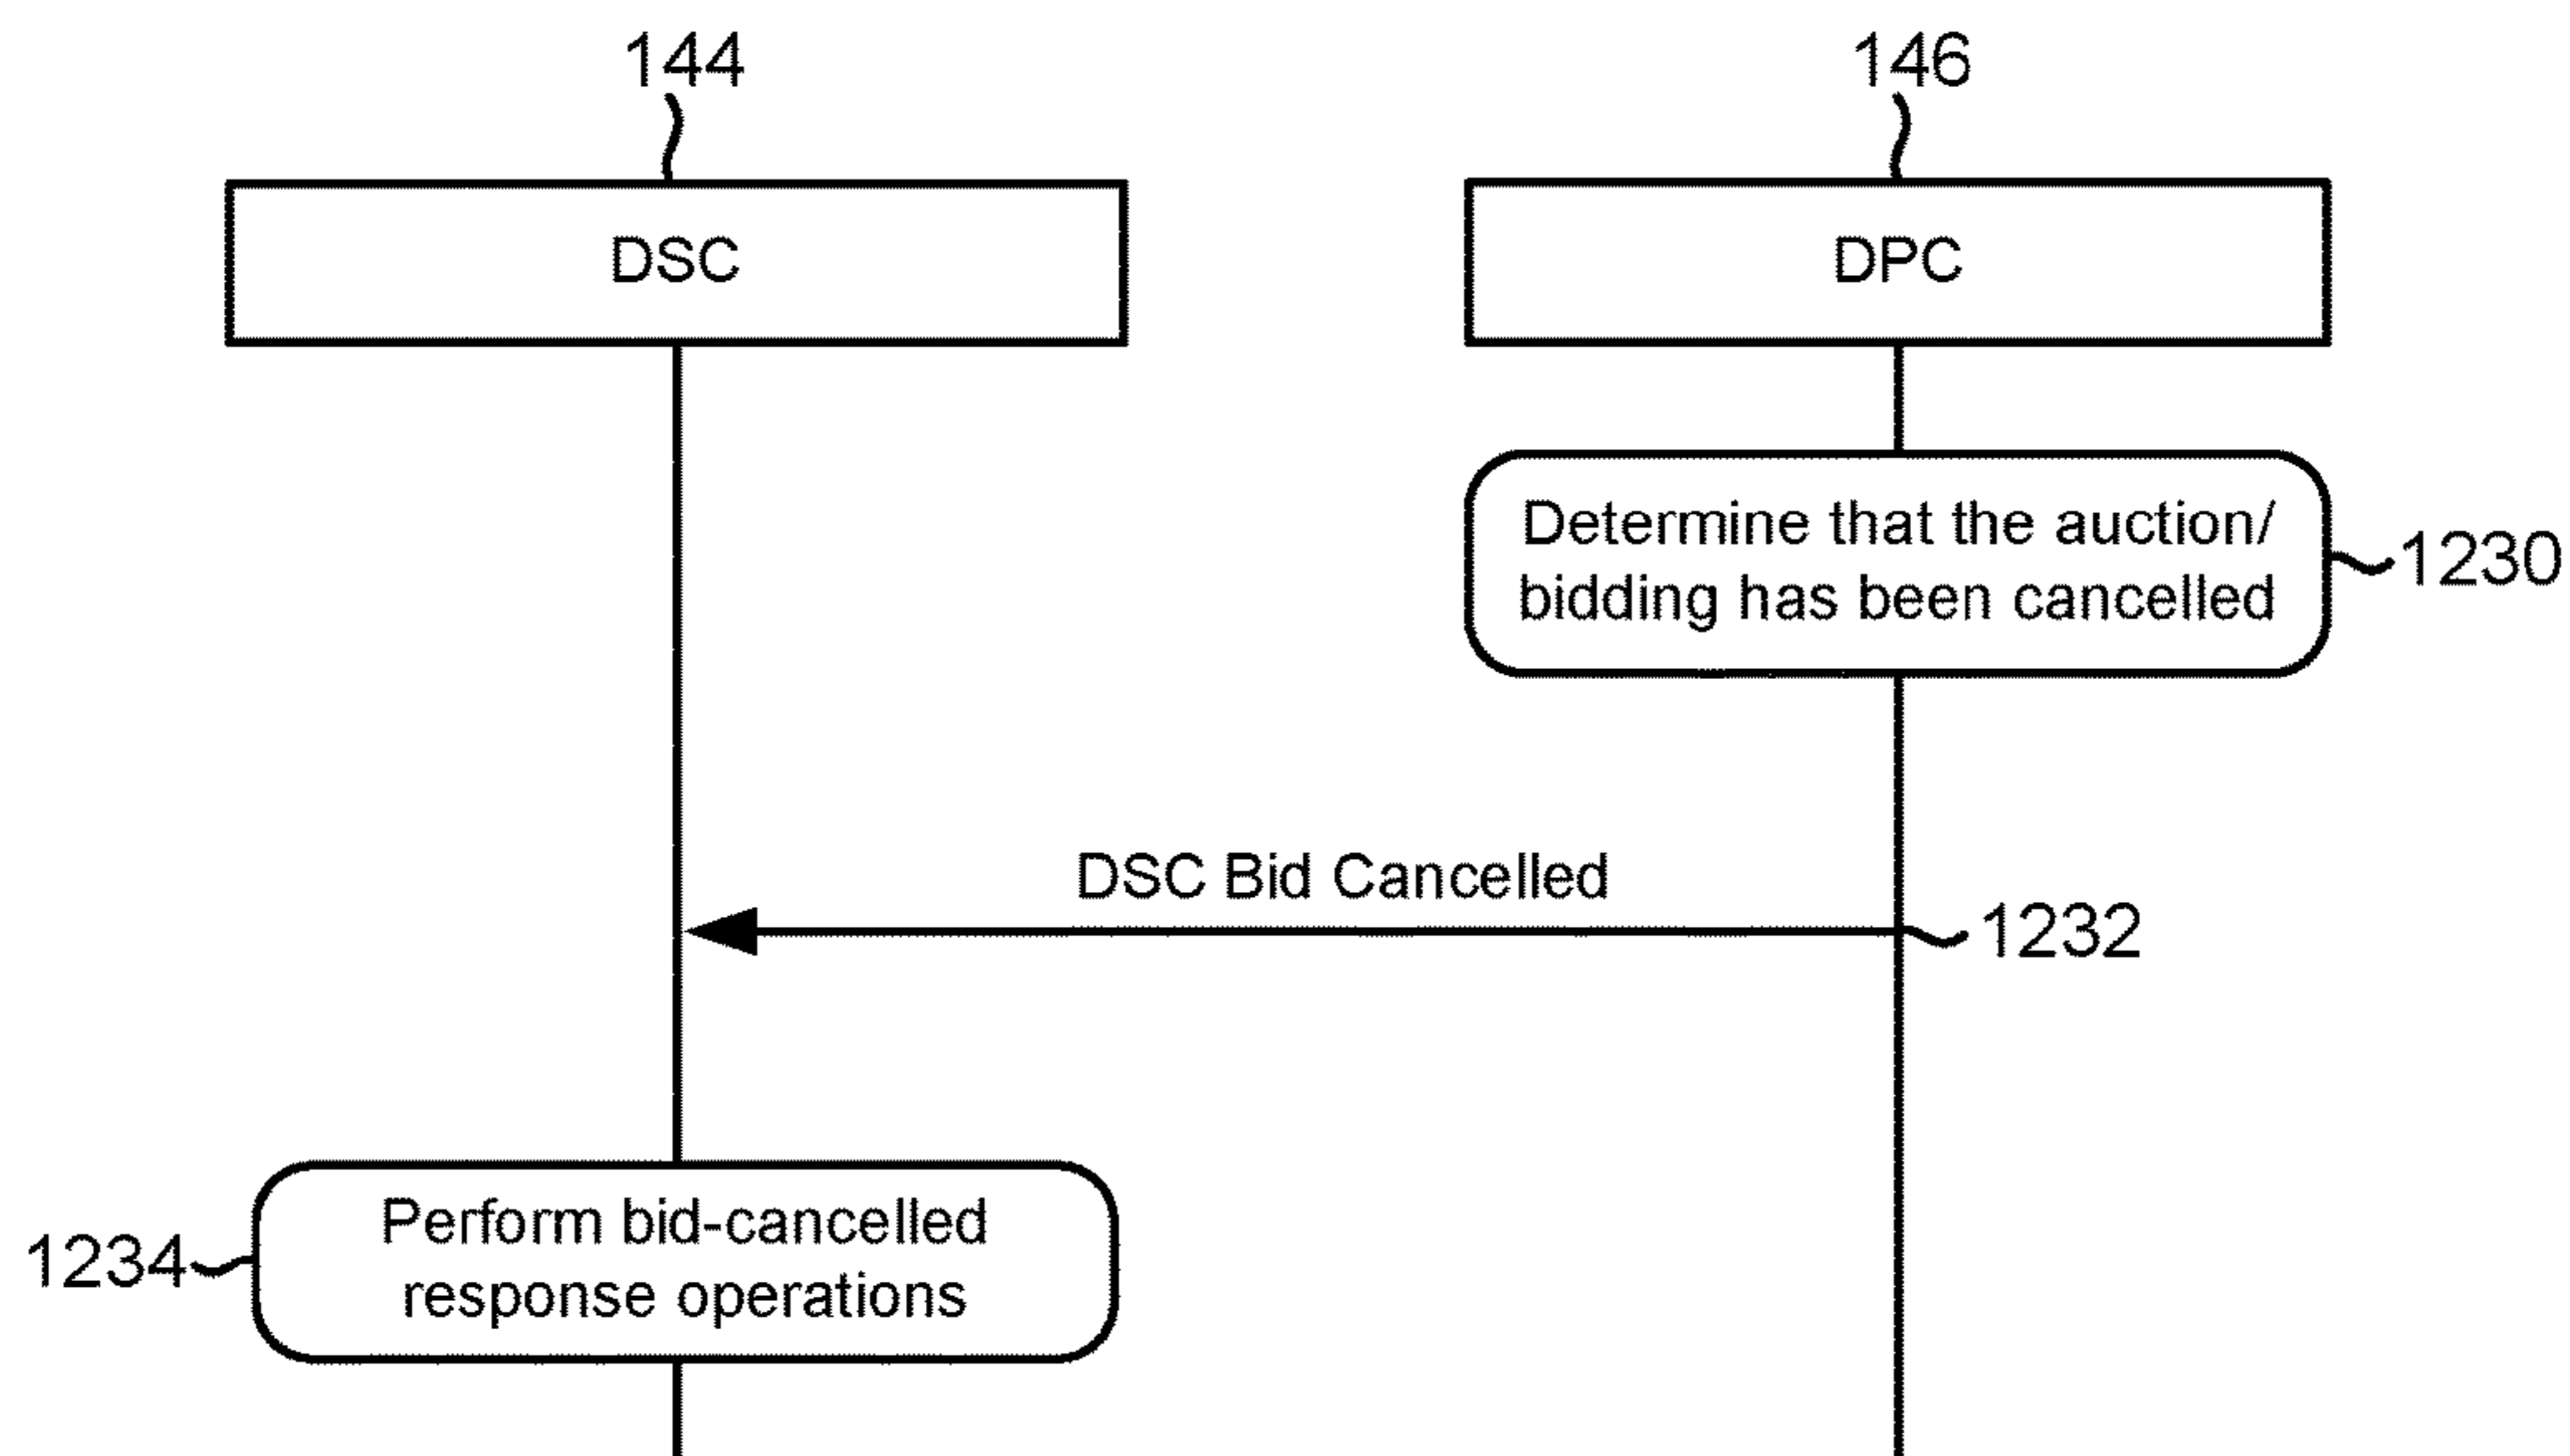 144
146
DSC
DPC
Determine that the auction/
bidding has been cancelled
1230
DSC Bid Cancelled
1232
Perform bid-cancelled
response operations
1234